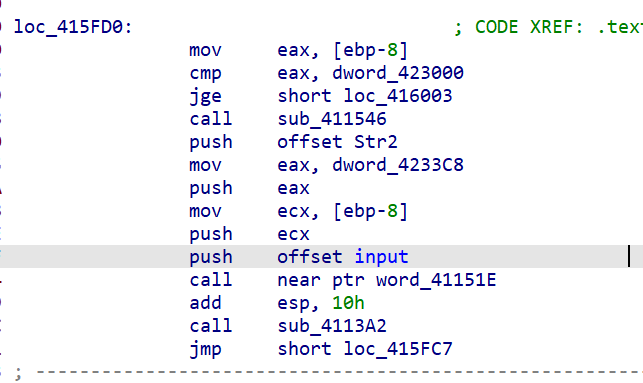 loc_415FD0: ; CODE XREF: .tex
mov eax, [ebp-8]
cmp eax, dword_423000
jge short loc_416003
call sub_411546
push offset Str2
mov eax, dword_4233C8
push eax
mov ecx, [ebp-8]
push ecx
push offset input
call near ptr word_41151E
add esp, 10h
call sub_4113A2
jmp short loc_415FC7
; ---------------------------------------------------------